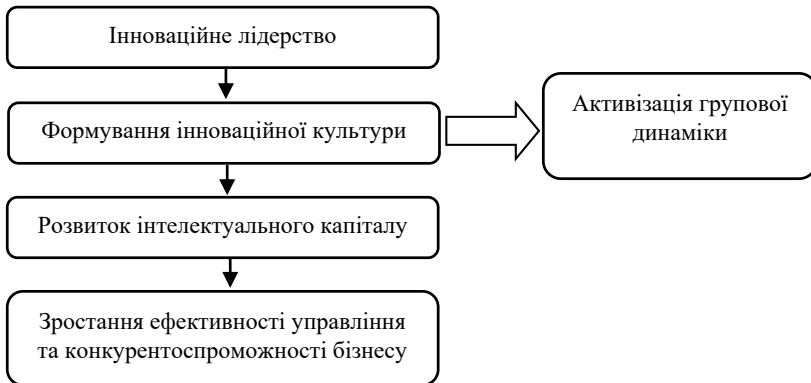 Інноваційне лідерство
Формування інноваційної культури
Активізація групової
динаміки
Розвиток інтелектуального капіталу
Зростання ефективності управління
та конкурентоспроможності бізнесу